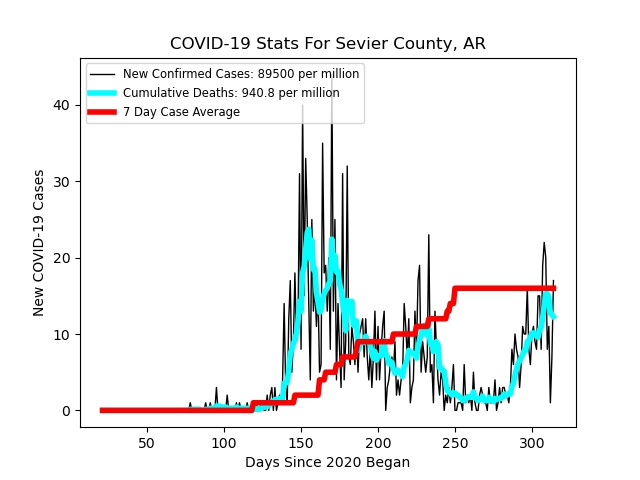 COVID-19 Stats For Sevier County, AR
New Confirmed Cases: 89500 per million
Cumulative Deaths: 940.8 per million
7 Day Case Average
New COVID-19 Cases
40
30
20
10
0
50 100 150 200 250 300
Days Since 2020 Began